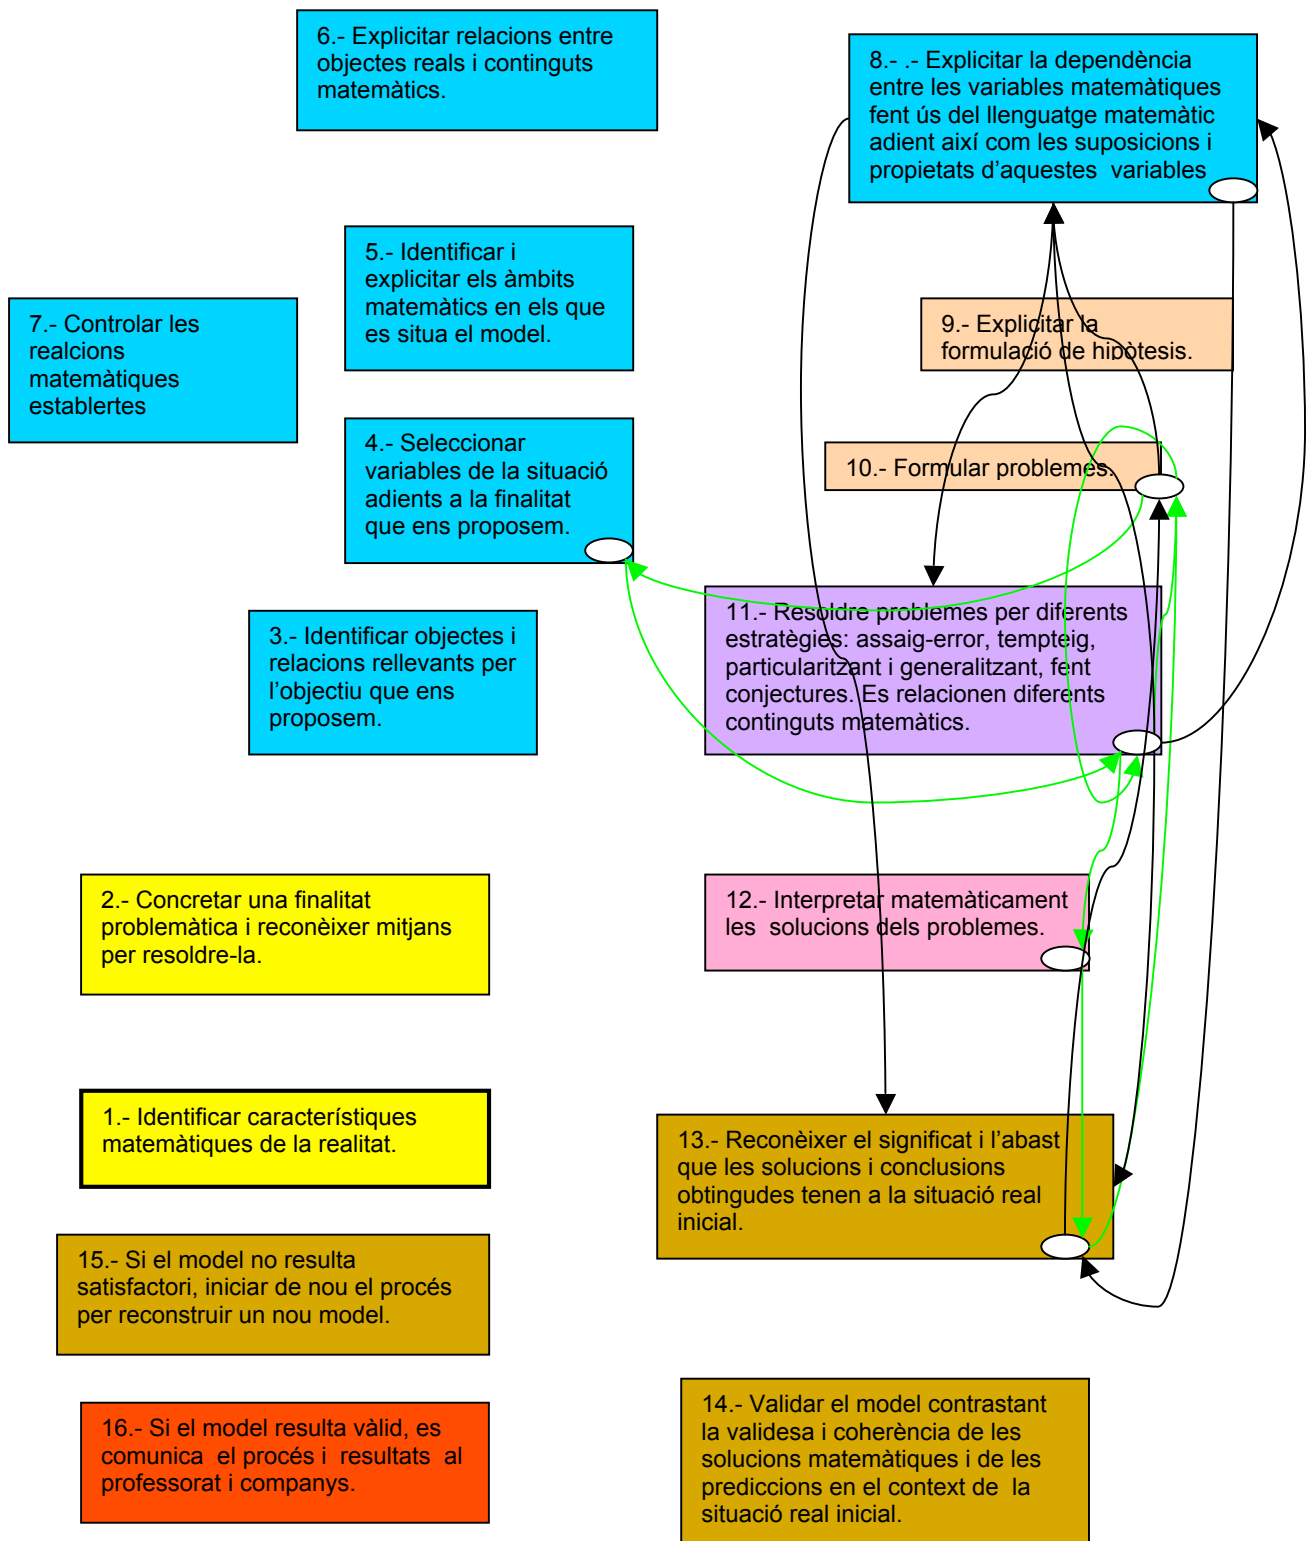 6.- Explicitar relacions entre
objectes reals i continguts
matemàtics.
8.- .- Explicitar la dependència
entre les variables matemàtiques
fent ús del llenguatge matemàtic
adient així com les suposicions i
propietats d’aquestes variables
5.- Identificar i
explicitar els àmbits
matemàtics en els que
es situa el model.
7.- Controlar les
realcions
matemàtiques
establertes
9.- Explicitar la
formulació de hipòtesis.
4.- Seleccionar
variables de la situació
adients a la finalitat
que ens proposem.
10.- Formular problemes.
3.- Identificar objectes i
relacions rellevants per
l’objectiu que ens
proposem.
11.- Resoldre problemes per diferents
estratègies: assaig-error, tempteig,
particularitzant i generalitzant, fent
conjectures. Es relacionen diferents
continguts matemàtics.
2.- Concretar una finalitat
problemàtica i reconèixer mitjans
per resoldre-la.
12.- Interpretar matemàticament
les solucions dels problemes.
1.- Identificar característiques
matemàtiques de la realitat.
13.- Reconèixer el significat i l’abast
que les solucions i conclusions
obtingudes tenen a la situació real
inicial.
15.- Si el model no resulta
satisfactori, iniciar de nou el procés
per reconstruir un nou model.
16.- Si el model resulta vàlid, es
comunica el procés i resultats al
professorat i companys.
14.- Validar el model contrastant
la validesa i coherència de les
solucions matemàtiques i de les
prediccions en el context de la
situació real inicial.